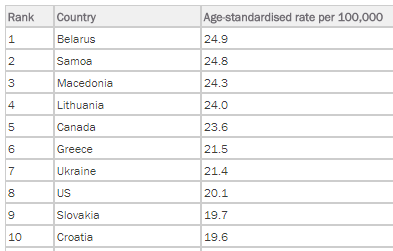 Rank Country Age-standardised rate per 100,000
1 Belarus 24.9
2 Samoa 24.8
3 Macedonia 24.3
4 Lithuania 24.0
5 Canada 23.6
6 Greece 21.5
7 Ukraine 21.4
8 US 20.1
9 Slovakia 19.7
10 Croatia 19.6